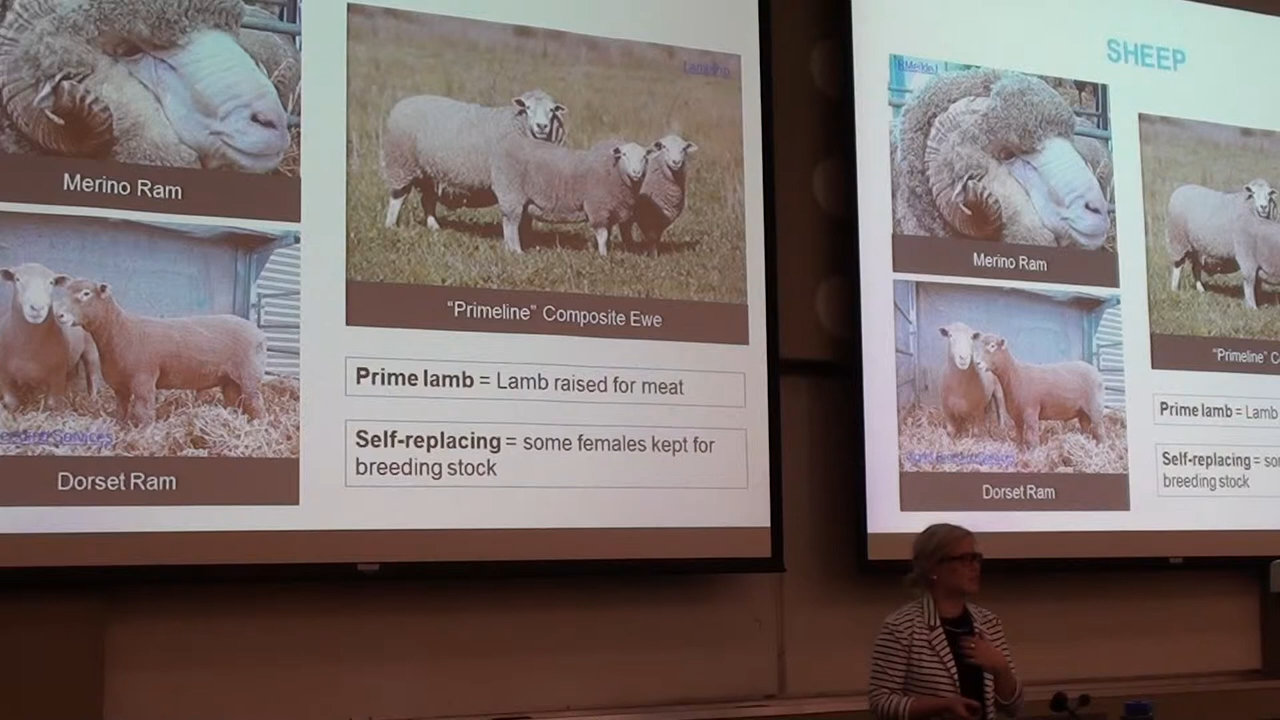 Merino Ram
Dorset Ram
"Primeline" Composite Ewe
Prime lamb = Lamb raised for meat
Self-replacing = some females kept for
breeding stock
SHEEP
Merino Ram
Dorset Ram
"Primeline" C
Prime lamb = Lamb
Self-replacing = so
breeding stock